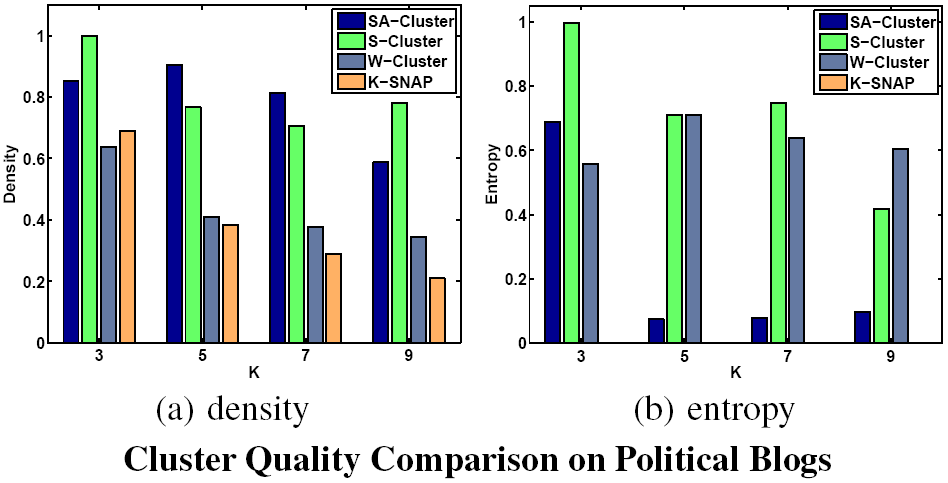 SA-Cluster
S-Cluster
W-Cluster
K-SNAP
1
0.8
0.6
0.4
0.2
0
Density
3 5 7 9
K
(a) density
SA-Cluster
S-Cluster
W-Cluster
K-SNAP
1
0.8
0.6
0.4
0.2
0
Entropy
3 5 7 9
K
(b) entropy
Cluster Quality Comparison on Political Blogs